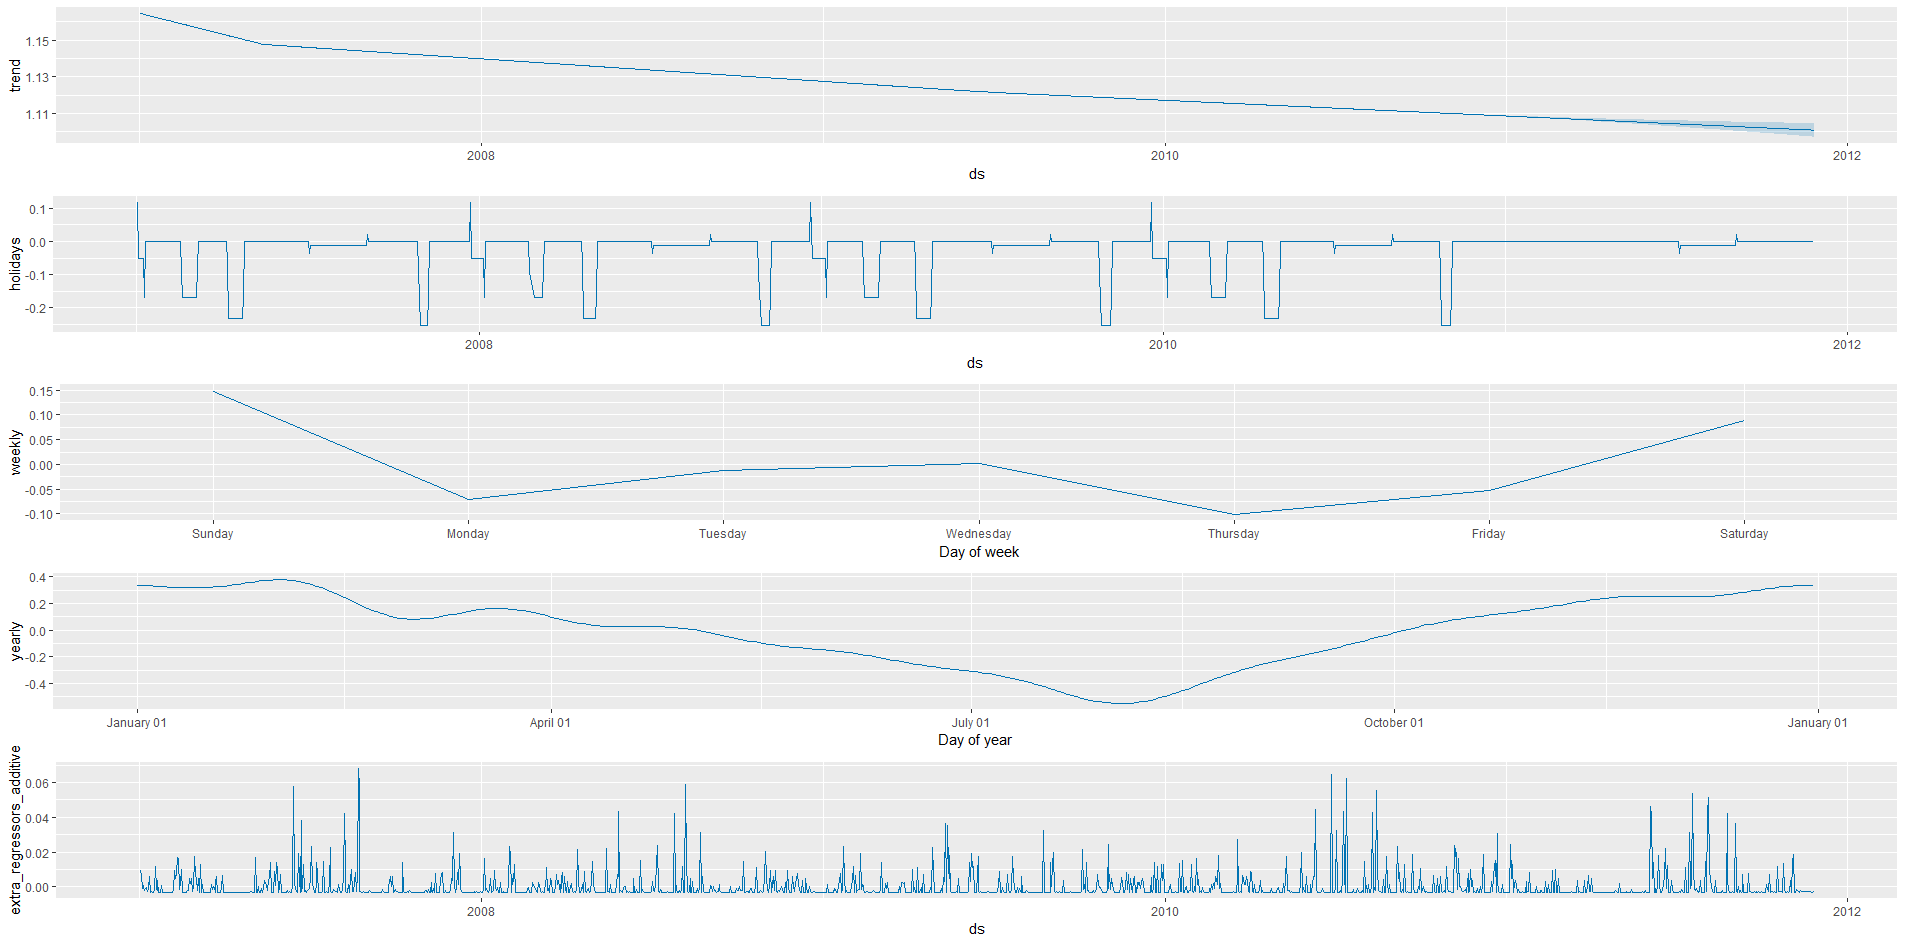 trend
1.15
1.13
1.11
2008
2010
2012
ds
holidays
0.1
0.0
-0.1
-0.2
2008
2010
2012
ds
weekly
0.15
0.10
0.05
0.00
-0.05
-0.10
Sunday
Monday
Tuesday
Wednesday
Thursday
Friday
Saturday
Day of week
yearly
0.4
0.2
0.0
-0.2
-0.4
January 01
April 01
July 01
October 01
January 01
Day of year
extra_regressors_additive
0.06
0.04
0.02
0.00
2008
2010
2012
ds